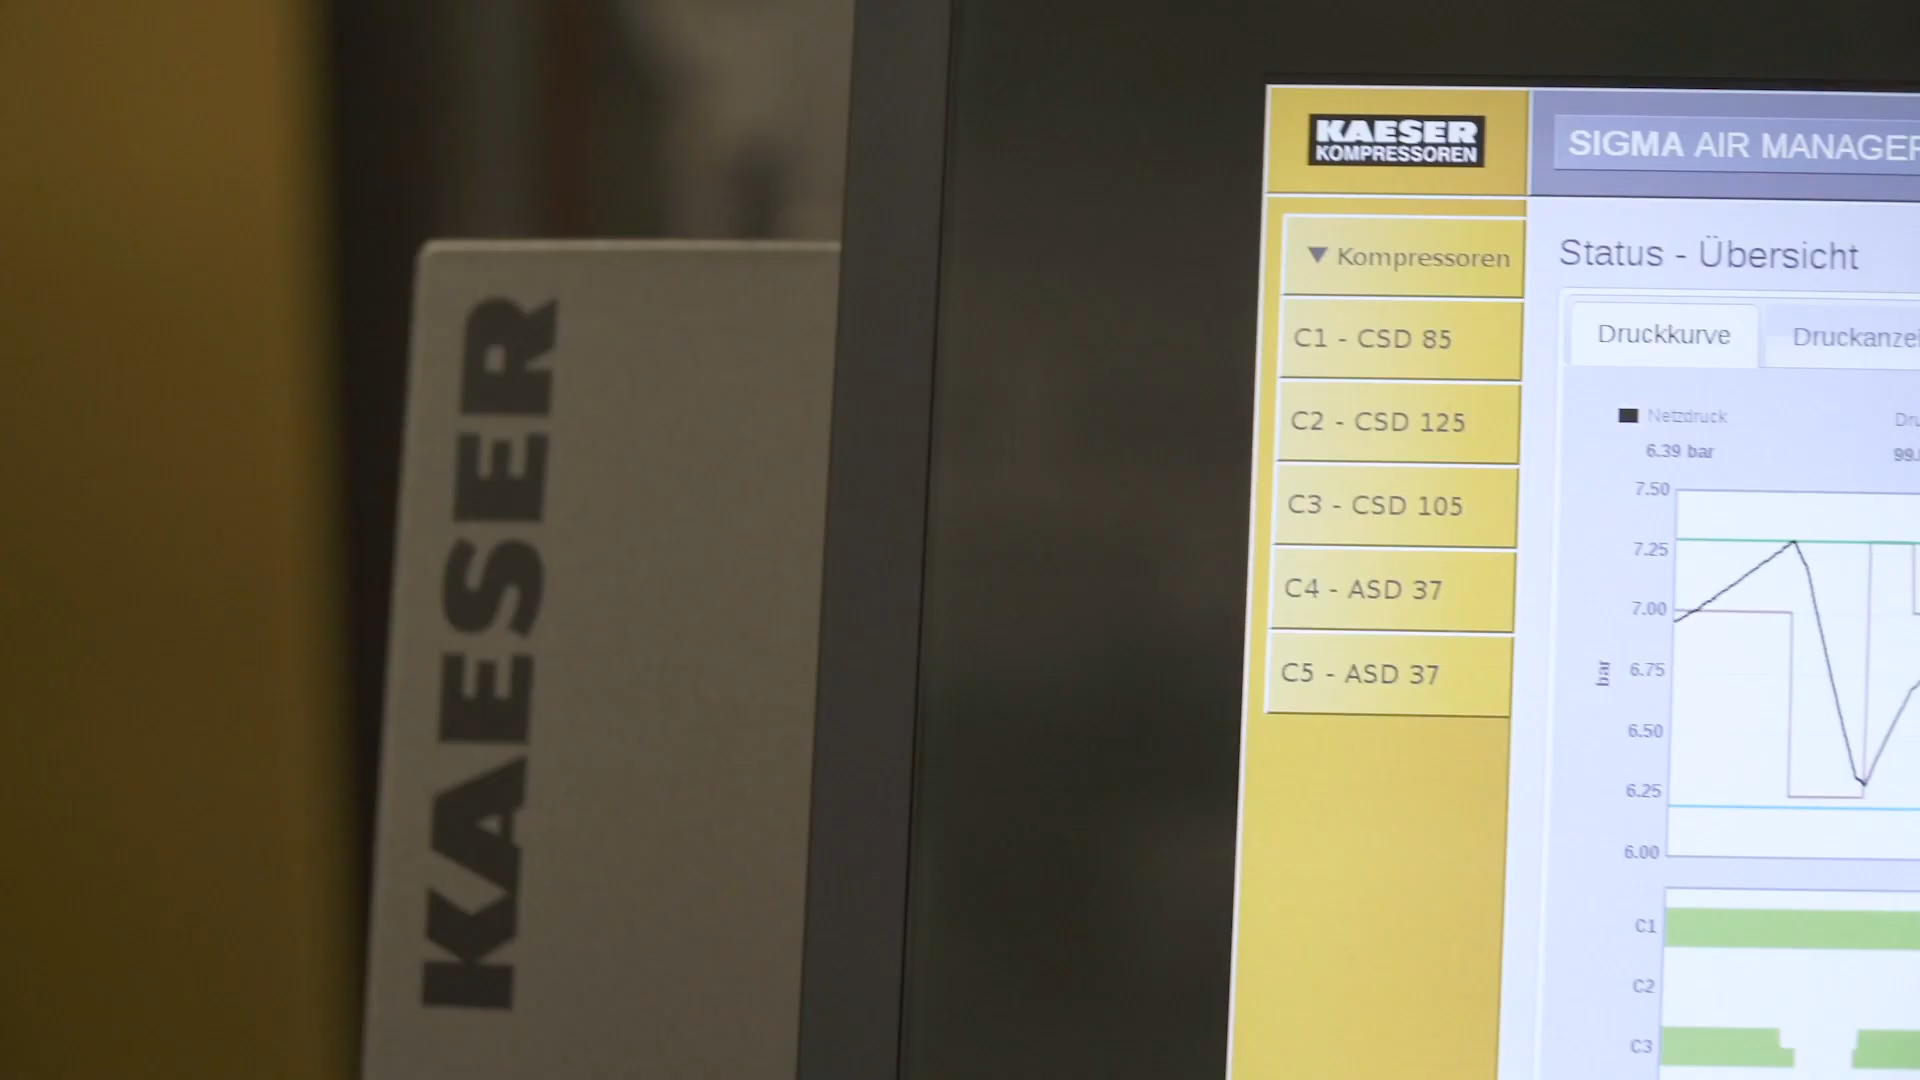 KAESER
KAESER
KOMPRESSOREN
SIGMA AIR MANAGER
▼ Kompressoren
C1 - CSD 85
C2 - CSD 125
C3 - CSD 105
C4 - ASD 37
C5 - ASD 37
Status - Übersicht
Druckkurve
Netzdruck
6.39 bar
99.
7.50
7.25
7.00
6.75
6.50
6.25
6.00
bar
C1
C2
C3